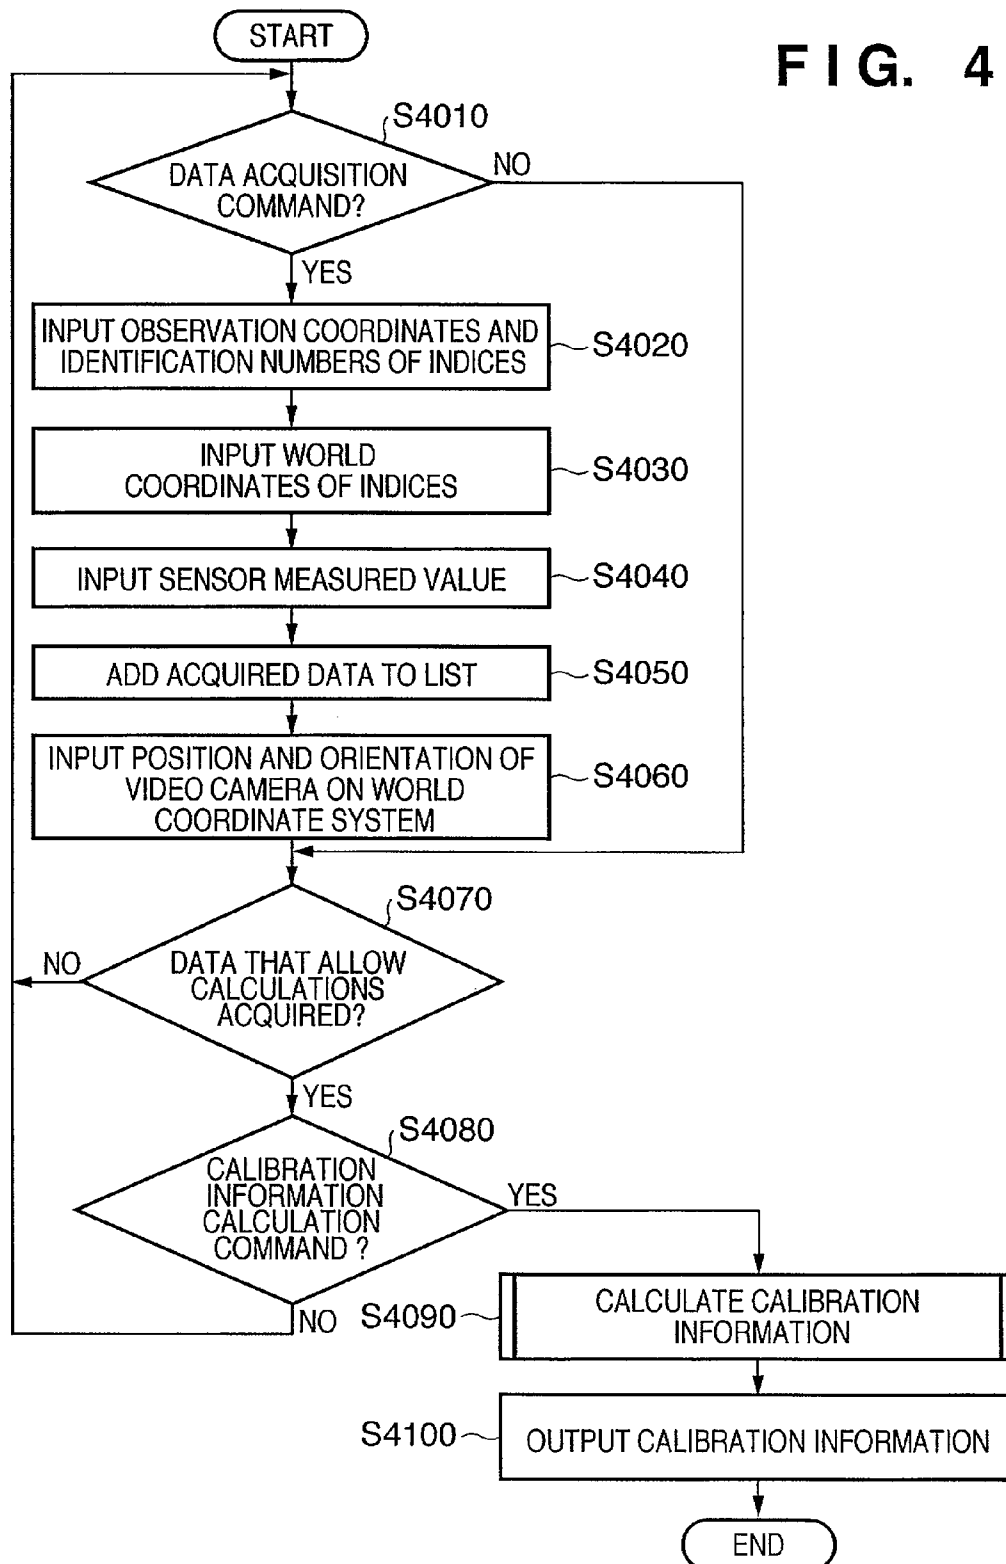 START
FIG. 4
S4010
DATA ACQUISITION
COMMAND?
NO
YES
INPUT OBSERVATION COORDINATES AND
IDENTIFICATION NUMBERS OF INDICES
S4020
INPUT WORLD
COORDINATES OF INDICES
S4030
INPUT SENSOR MEASURED VALUE
S4040
ADD ACQUIRED DATA TO LIST
S4050
INPUT POSITION AND ORIENTATION OF
VIDEO CAMERA ON WORLD
COORDINATE SYSTEM
S4060
S4070
NO
DATA THAT ALLOW
CALCULATIONS
ACQUIRED?
YES
S4080
CALIBRATION
INFORMATION
CALCULATION
COMMAND ?
YES
NO
S4090
CALCULATE CALIBRATION
INFORMATION
S4100
OUTPUT CALIBRATION INFORMATION
END